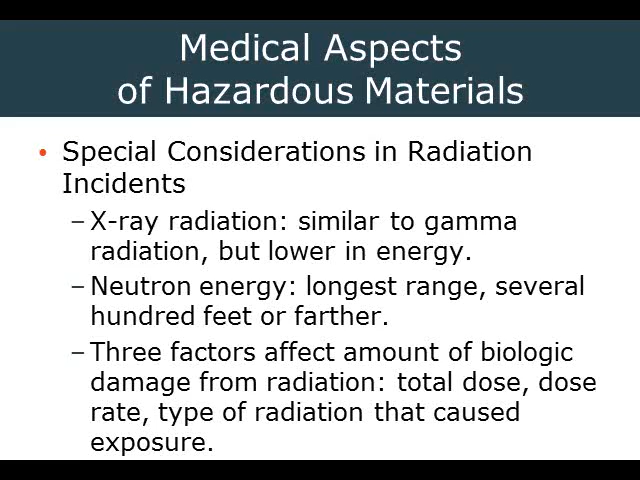 Medical Aspects
of Hazardous Materials
• Special Considerations in Radiation
Incidents
– X-ray radiation: similar to gamma
radiation, but lower in energy.
– Neutron energy: longest range, several
hundred feet or farther.
– Three factors affect amount of biologic
damage from radiation: total dose, dose
rate, type of radiation that caused
exposure.